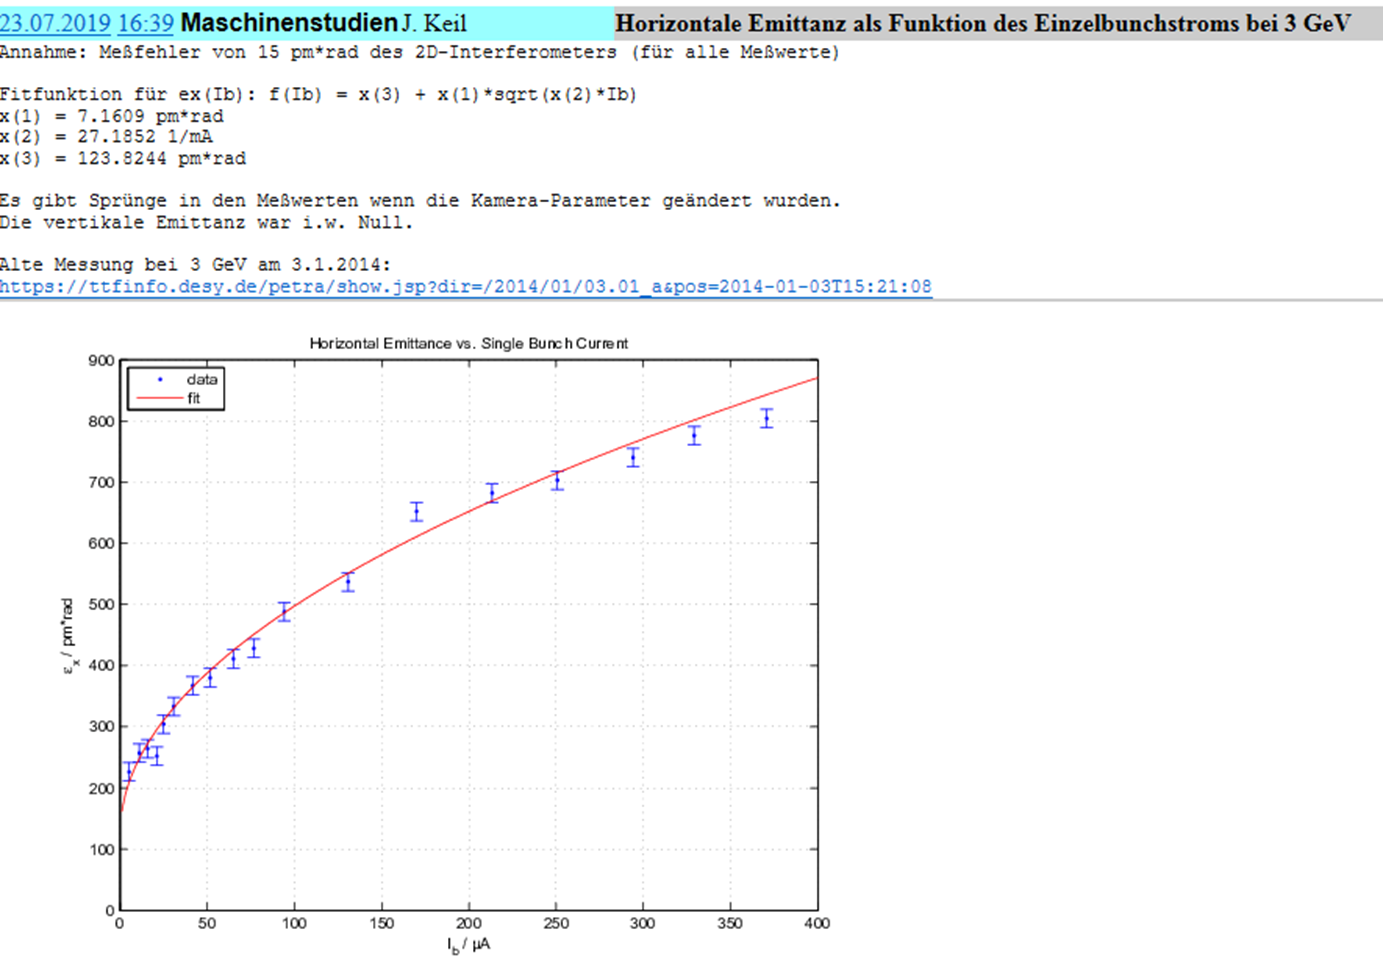 23.07.2019 16:39 Maschinenstudien J. Keil Horizontale Emittanz als Funktion des Einzelbunchstroms bei 3 GeV
Annahme: Meßfehler von 15 pm*rad des 2D-Interferometers (für alle Meßwerte)
Fitfunktion für ex(Ib): f(Ib) = x(3) + x(1)*sqrt(x(2)*Ib)
x(1) = 7.1609 pm*rad
x(2) = 27.1852 1/mA
x(3) = 123.8244 pm*rad
Es gibt Sprünge in den Meßwerten wenn die Kamera-Parameter geändert wurden.
Die vertikale Emittanz war i.w. Null.
Alte Messung bei 3 GeV am 3.1.2014:
https://ttfinfo.desy.de/petra/show.jsp?dir=/2014/01/03.01_a&pos=2014-01-03T15:21:08
Horizontal Emittance vs. Single Bunch Current
900
data
fit
800
700
600
500
400
300
200
100
0
εx / pm*rad
0 50 100 150 200 250 300 350 400
Ib / µA